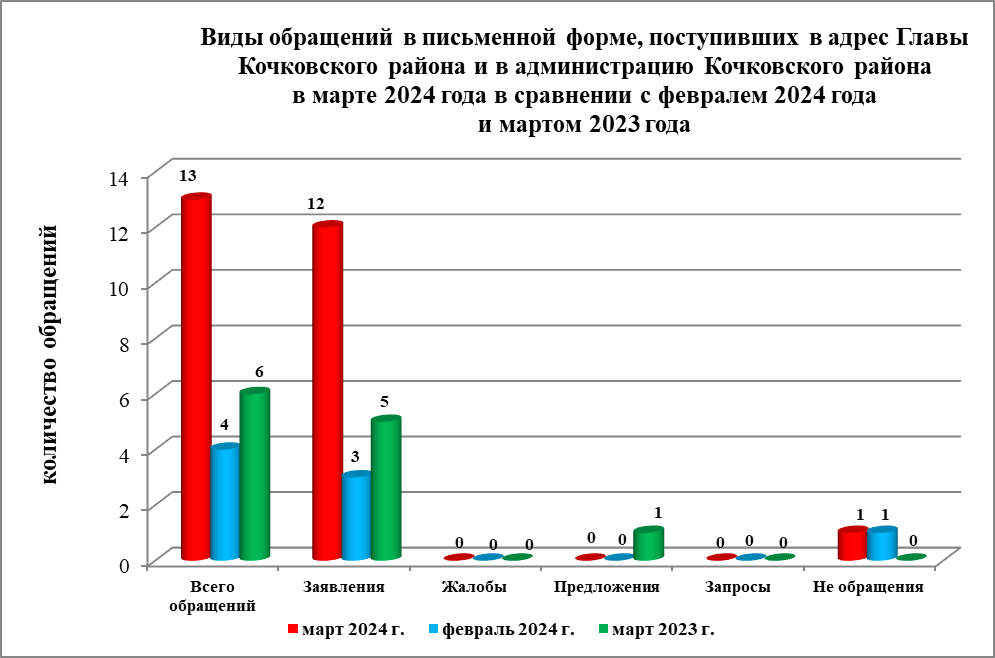 Виды обращений в письменной форме, поступивших в адрес Главы
Кочковского района и в администрацию Кочковского района
в марте 2024 года в сравнении с февралем 2024 года
и мартом 2023 года
количество обращений
14
12
10
8
6
4
2
0
13
4
6
12
3
5
0
0
0
0
0
1
0
0
0
1
1
0
Всего
обращений
Заявления
Жалобы
Предложения
Запросы
Не обращения
март 2024 г.
февраль 2024 г.
март 2023 г.